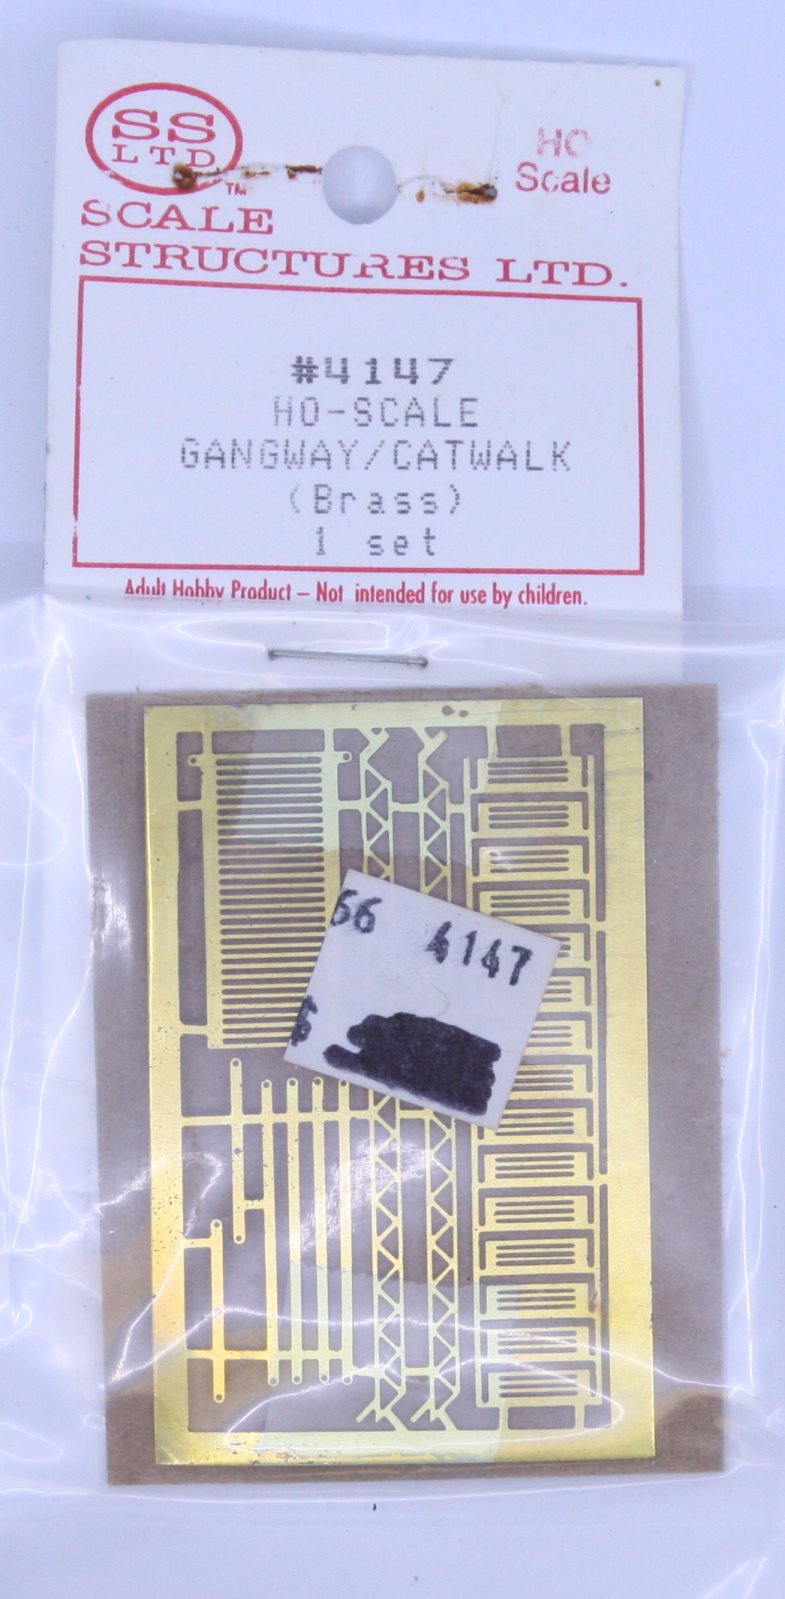 SS
LTD
TM
HO
Scale
SCALE
STRUCTURES LTD.
#4147
HO-SCALE
GANGWAY/CATWALK
(Brass)
1 set
Adult Hobby Product – Not intended for use by children.
66 4147
$